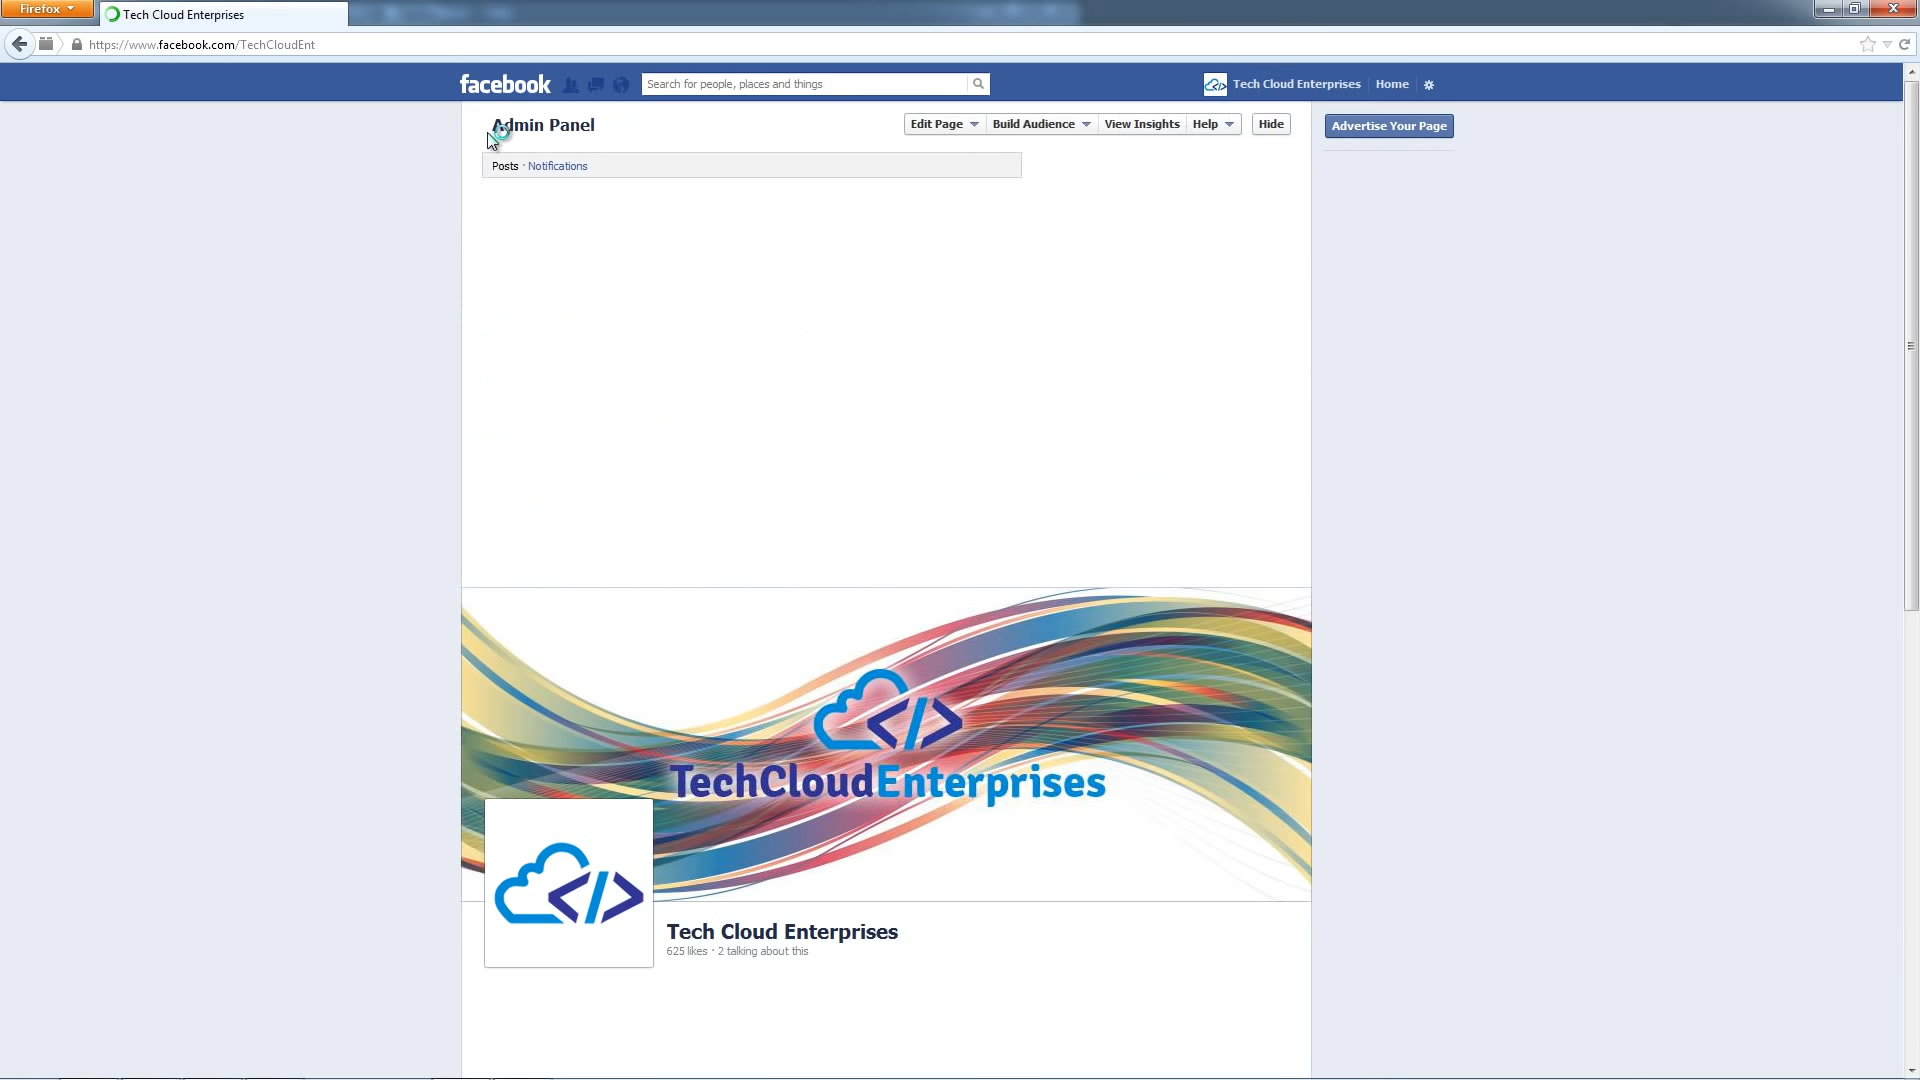 Firefox
Tech Cloud Enterprises
https://www.facebook.com/TechCloudEnt
facebook
Search for people, places and things
Tech Cloud Enterprises
Home
Admin Panel
Edit Page
Build Audience
View Insights
Help
Hide
Advertise Your Page
Posts · Notifications
TechCloudEnterprises
Tech Cloud Enterprises
625 likes · 2 talking about this